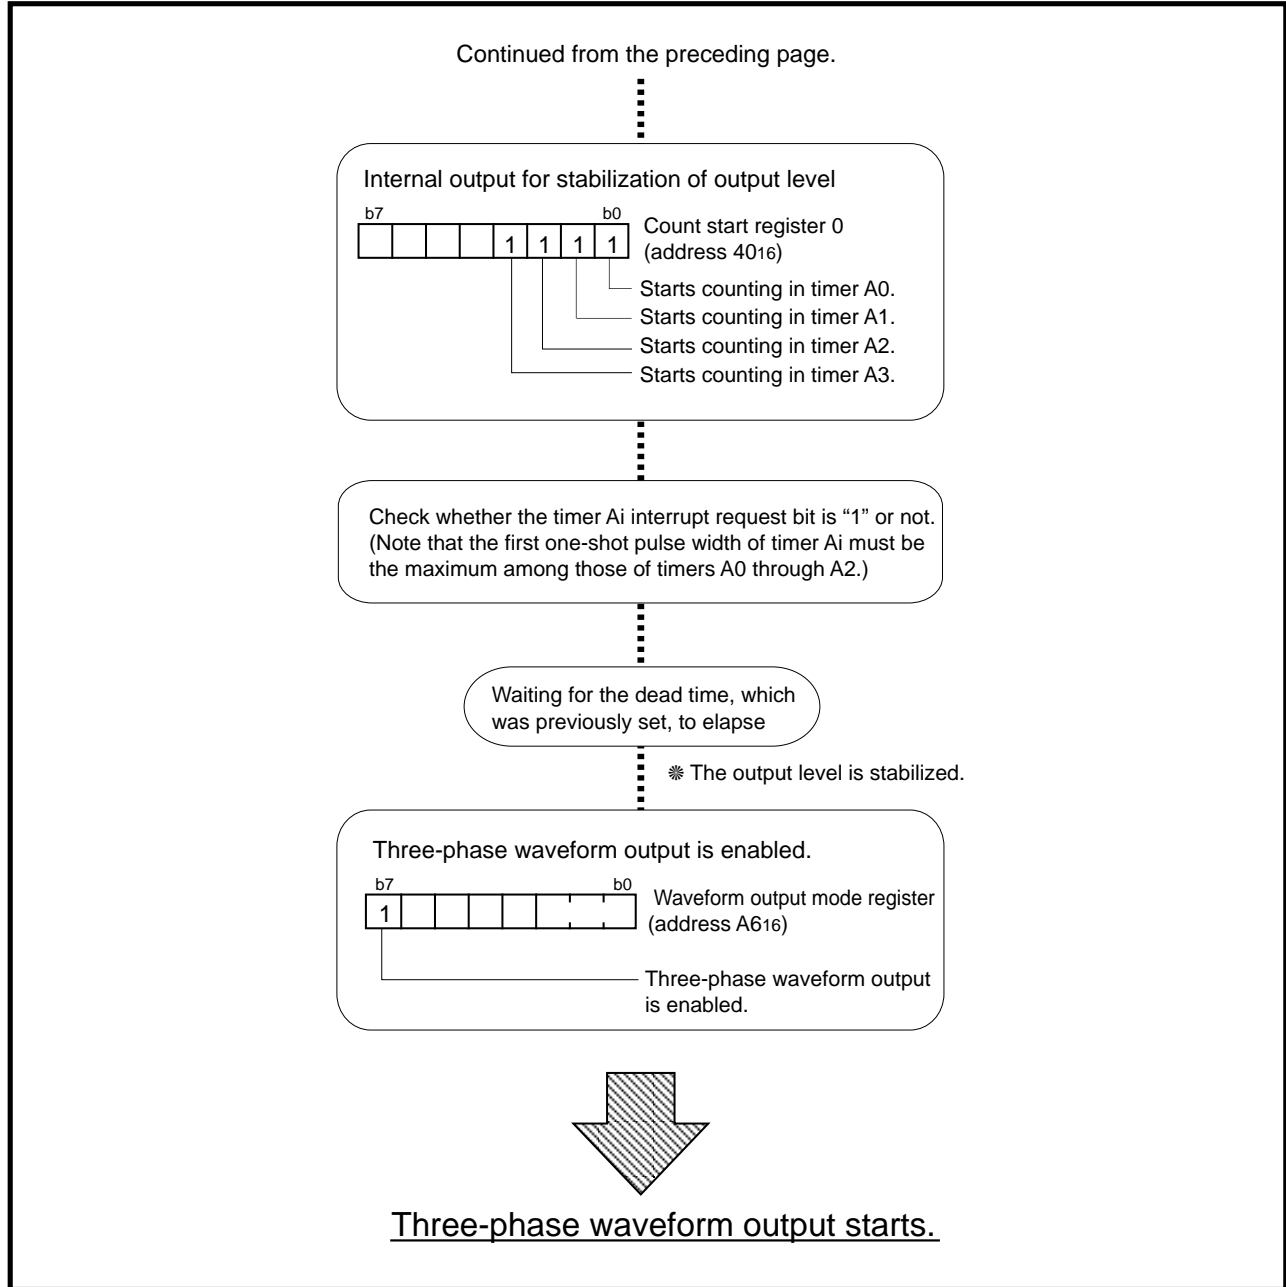 Continued from the preceding page.
Internal output for stabilization of output level
b7 b0
1 1 1 1
Count start register 0
(address 4016)
Starts counting in timer A0.
Starts counting in timer A1.
Starts counting in timer A2.
Starts counting in timer A3.
Check whether the timer Ai interrupt request bit is “1” or not.
(Note that the first one-shot pulse width of timer Ai must be
the maximum among those of timers A0 through A2.)
Waiting for the dead time, which
was previously set, to elapse
❊ The output level is stabilized.
Three-phase waveform output is enabled.
b7 b0
1
Waveform output mode register
(address A616)
Three-phase waveform output
is enabled.
Three-phase waveform output starts.